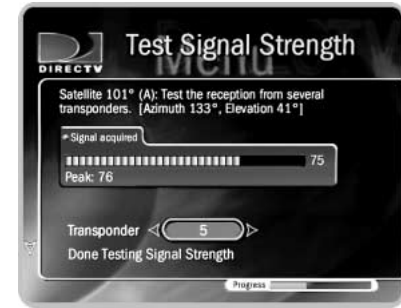 DIRECTV
Test Signal Strength
Menu
Satellite 101° (A): Test the reception from several
transponders. [Azimuth 133°, Elevation 41°]
Signal acquired
75
Peak: 76
Transponder 5
Done Testing Signal Strength
Progress